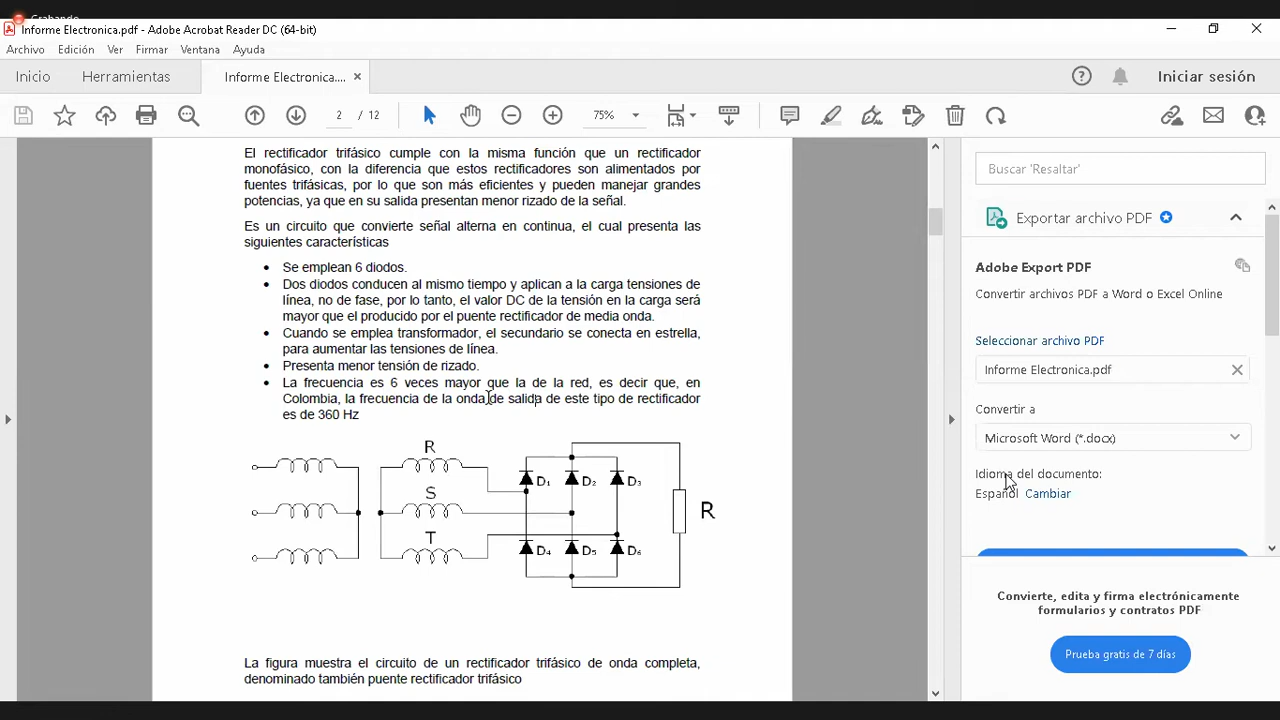 Grabando
Informe Electronica.pdf - Adobe Acrobat Reader DC (64-bit)
Archivo Edición Ver Firmar Ventana Ayuda
Inicio Herramientas Informe Electronica.... × Iniciar sesión
2 / 12 75%
El rectificador trifásico cumple con la misma función que un rectificador
monofásico, con la diferencia que estos rectificadores son alimentados por
fuentes trifásicas, por lo que son más eficientes y pueden manejar grandes
potencias, ya que en su salida presentan menor rizado de la señal.
Es un circuito que convierte señal alterna en continua, el cual presenta las
siguientes características
• Se emplean 6 diodos.
• Dos diodos conducen al mismo tiempo y aplican a la carga tensiones de
línea, no de fase, por lo tanto, el valor DC de la tensión en la carga será
mayor que el producido por el puente rectificador de media onda.
• Cuando se emplea transformador, el secundario se conecta en estrella,
para aumentar las tensiones de línea.
• Presenta menor tensión de rizado.
• La frecuencia es 6 veces mayor que la de la red, es decir que, en
Colombia, la frecuencia de la onda de salida de este tipo de rectificador
es de 360 Hz
R
S
T
D1 D2 D3
D4 D5 D6
R
La figura muestra el circuito de un rectificador trifásico de onda completa,
denominado también puente rectificador trifásico
Buscar 'Resaltar'
Exportar archivo PDF
Adobe Export PDF
Convertir archivos PDF a Word o Excel Online
Seleccionar archivo PDF
Informe Electronica.pdf
Convertir a
Microsoft Word (*.docx)
Idioma del documento:
Español Cambiar
Convierte, edita y firma electrónicamente
formularios y contratos PDF
Prueba gratis de 7 días